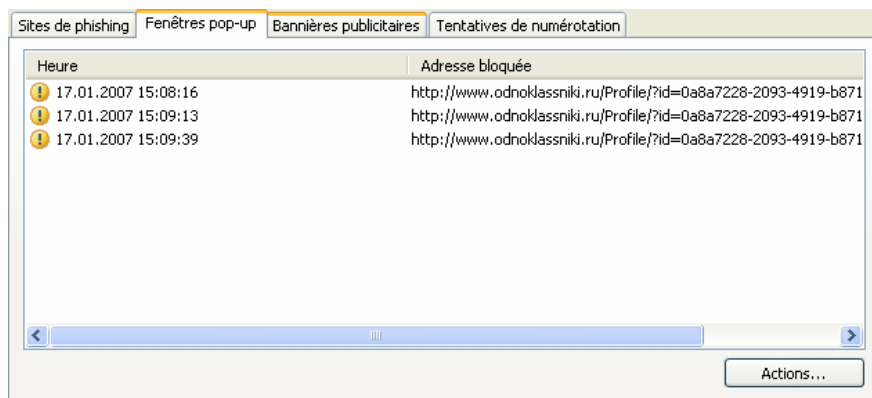 Sites de phishing Fenêtres pop-up Bannières publicitaires Tentatives de numérotation
Heure Adresse bloquée
17.01.2007 15:08:16 http://www.odnoklassniki.ru/Profile/?id=0a8a7228-2093-4919-b871
17.01.2007 15:09:13 http://www.odnoklassniki.ru/Profile/?id=0a8a7228-2093-4919-b871
17.01.2007 15:09:39 http://www.odnoklassniki.ru/Profile/?id=0a8a7228-2093-4919-b871
Actions...